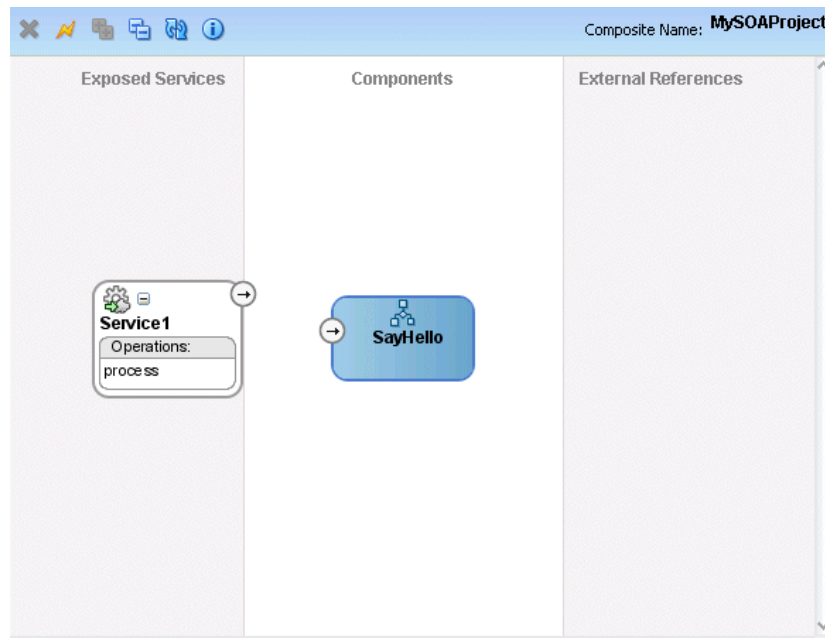 Composite Name: MySOAProject
Exposed Services
Components
External References
Service1
Operations:
process
SayHello